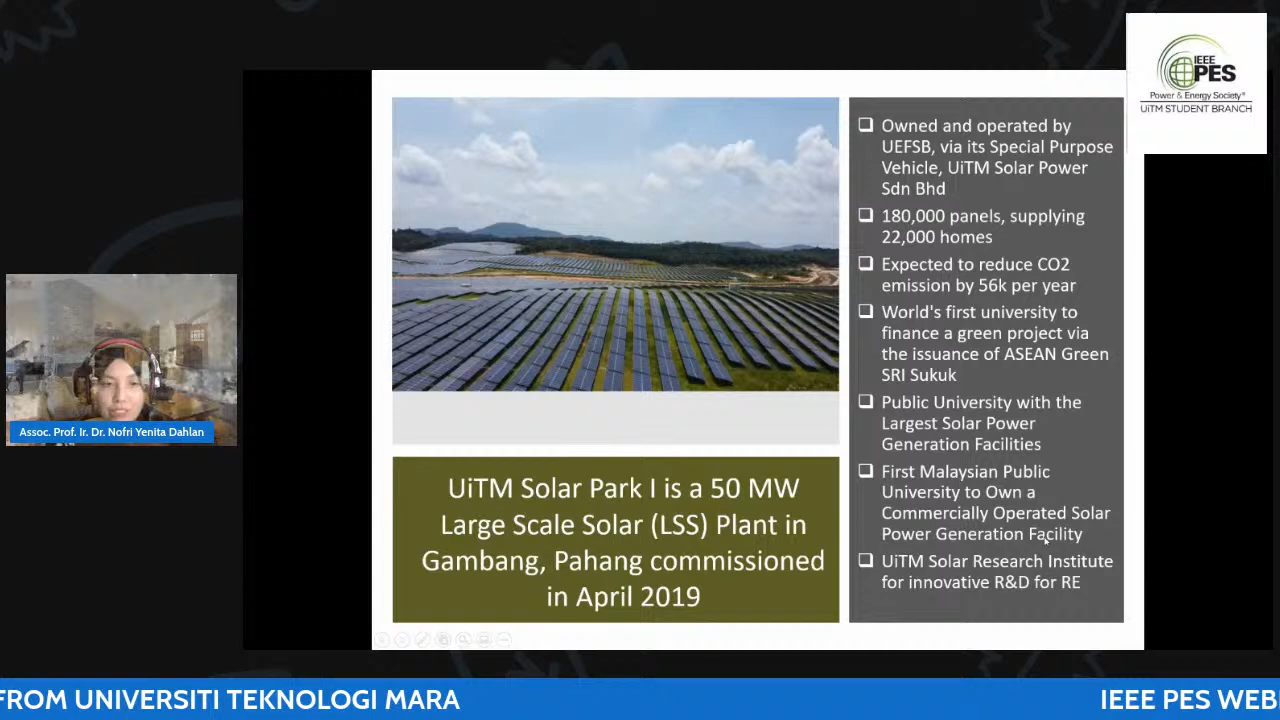 IEEE
PES
Power & Energy Society®
UiTM STUDENT BRANCH
❑ Owned and operated by
UEFSB, via its Special Purpose
Vehicle, UiTM Solar Power
Sdn Bhd
❑ 180,000 panels, supplying
22,000 homes
❑ Expected to reduce CO2
emission by 56k per year
❑ World's first university to
finance a green project via
the issuance of ASEAN Green
SRI Sukuk
❑ Public University with the
Largest Solar Power
Generation Facilities
❑ First Malaysian Public
University to Own a
Commercially Operated Solar
Power Generation Facility
❑ UiTM Solar Research Institute
for innovative R&D for RE
UiTM Solar Park I is a 50 MW
Large Scale Solar (LSS) Plant in
Gambang, Pahang commissioned
in April 2019
Assoc. Prof. Ir. Dr. Nofri Yenita Dahlan
FROM UNIVERSITI TEKNOLOGI MARA
IEEE PES WEB